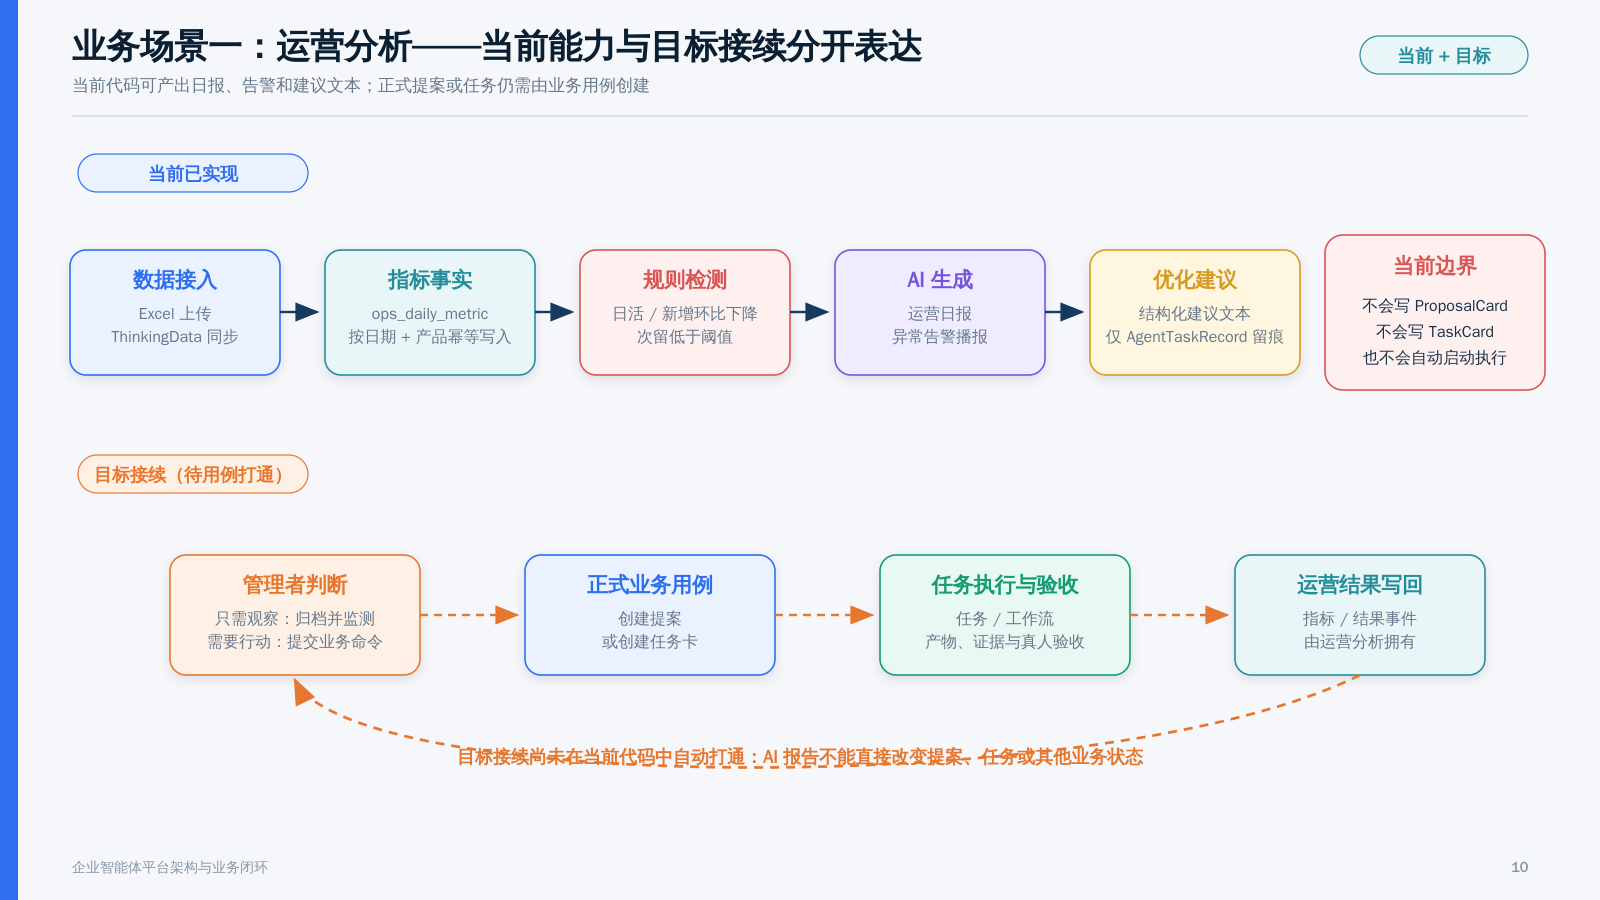 业务场景一：运营分析——当前能力与目标接续分开表达
当前 + 目标
当前代码可产出日报、告警和建议文本；正式提案或任务仍需由业务用例创建
当前已实现
数据接入
Excel 上传
ThinkingData 同步
指标事实
ops_daily_metric
按日期 + 产品幂等写入
规则检测
日活 / 新增环比下降
次留低于阈值
AI 生成
运营日报
异常告警播报
优化建议
结构化建议文本
仅 AgentTaskRecord 留痕
当前边界
不会写 ProposalCard
不会写 TaskCard
也不会自动启动执行
目标接续（待用例打通）
管理者判断
只需观察：归档并监测
需要行动：提交业务命令
正式业务用例
创建提案
或创建任务卡
任务执行与验收
任务 / 工作流
产物、证据与真人验收
运营结果写回
指标 / 结果事件
由运营分析拥有
目标接续尚未在当前代码中自动打通：AI 报告不能直接改变提案、任务或其他业务状态
企业智能体平台架构与业务闭环
10